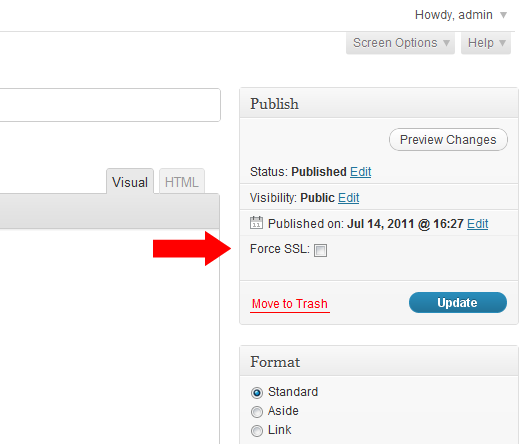 Howdy, admin
Screen Options Help
Publish
Preview Changes
Status: Published Edit
Visual HTML
Visibility: Public Edit
Published on: Jul 14, 2011 @ 16:27 Edit
Force SSL:
Move to Trash Update
Format
Standard
Aside
Link